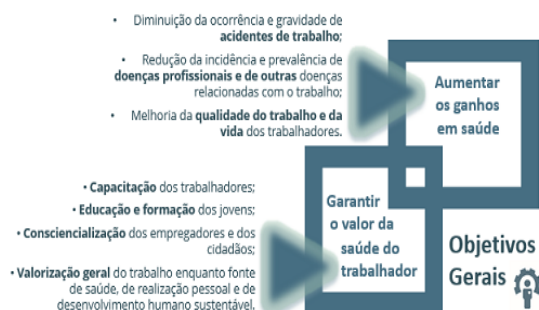 • Diminuição da ocorrência e gravidade de
acidentes de trabalho;
• Redução da incidência e prevalência de
doenças profissionais e de outras doenças
relacionadas com o trabalho;
• Melhoria da qualidade do trabalho e da
vida dos trabalhadores.
Aumentar
os ganhos
em saúde
• Capacitação dos trabalhadores;
• Educação e formação dos jovens;
• Consciencialização dos empregadores e dos
cidadãos;
• Valorização geral do trabalho enquanto fonte
de saúde, de realização pessoal e de
desenvolvimento humano sustentável.
Garantir
o valor da
saúde do
trabalhador
Objetivos
Gerais